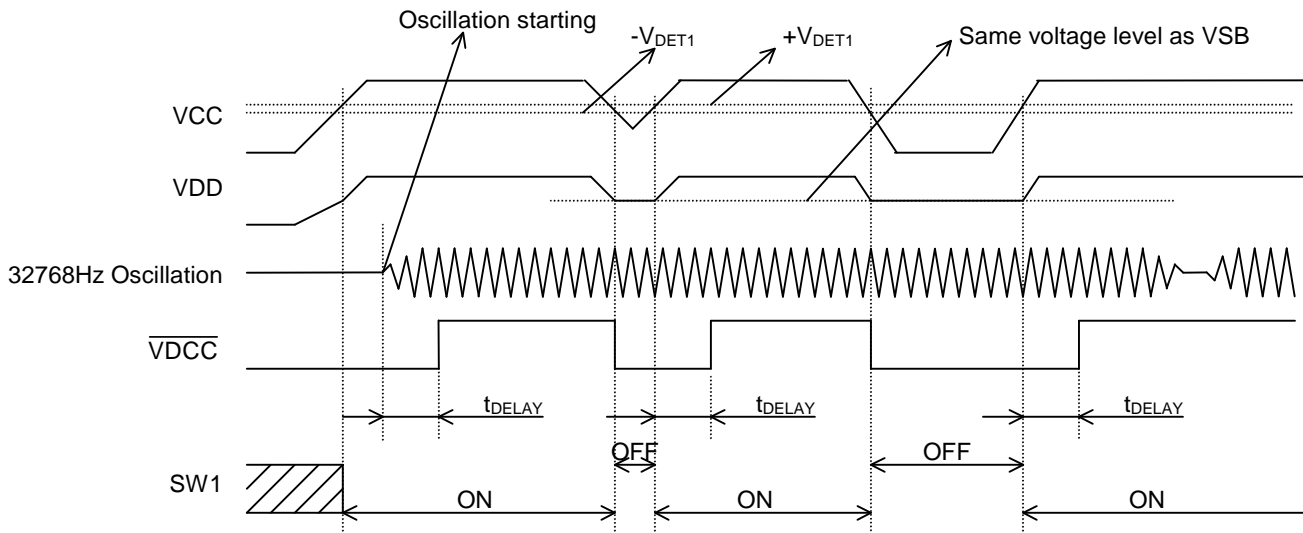 Oscillation starting
-VDET1
+VDET1
Same voltage level as VSB
VCC
VDD
32768Hz Oscillation
VDCC
tDELAY
tDELAY
tDELAY
OFF
OFF
SW1
ON
ON
ON